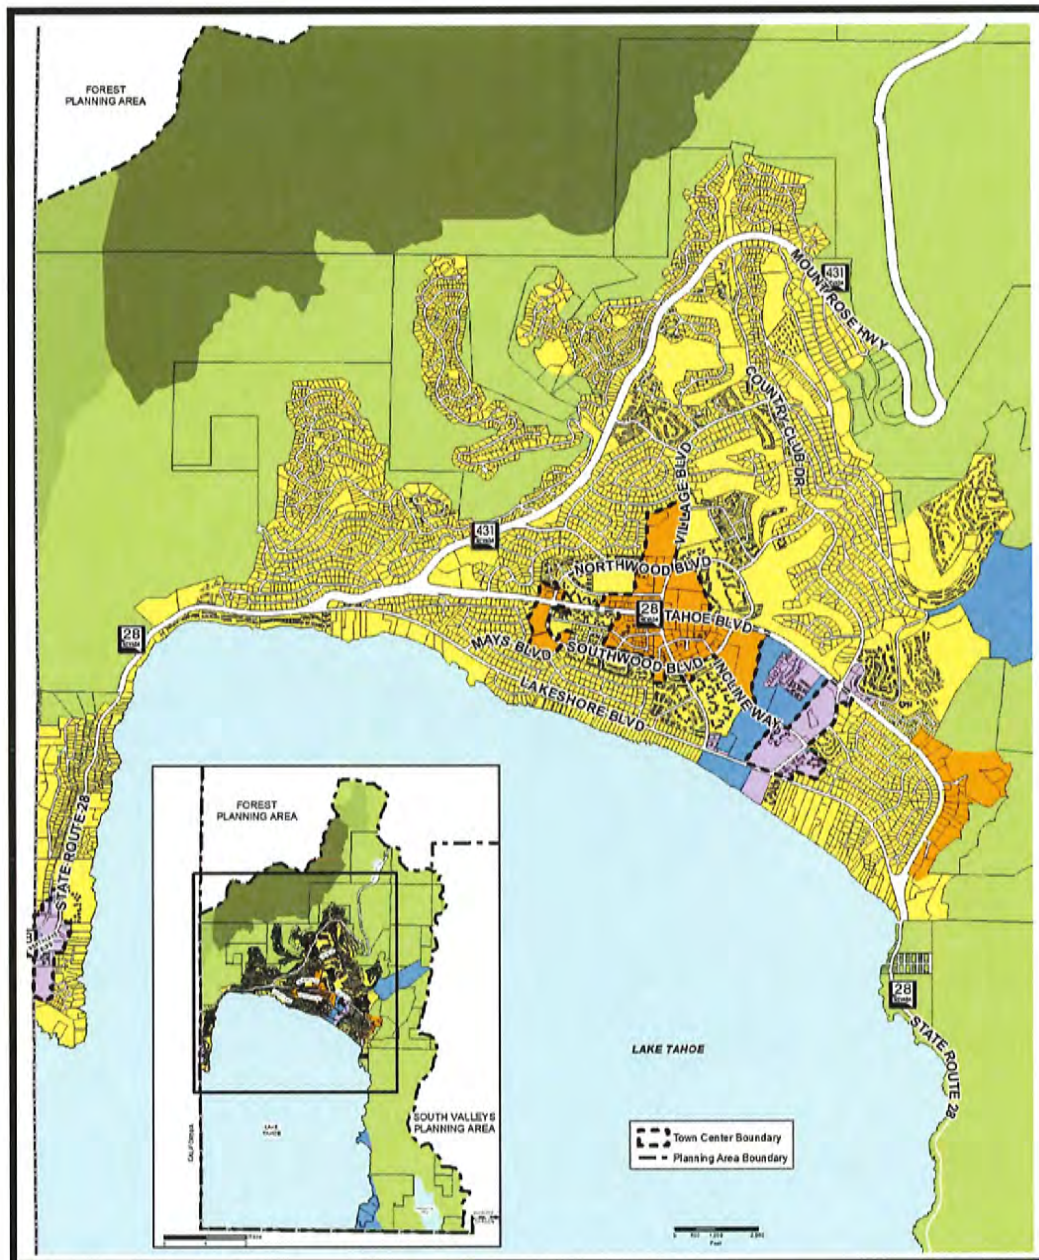 FOREST
PLANNING AREA
431
MOUNT ROSE HWY
COUNTRY CLUB DR
VILLAGE BLVD
431
NORTHWOOD BLVD
28
TAHOE BLVD
28
MAYS BLVD
SOUTHWOOD BLVD
INCLINE WAY
LAKESHORE BLVD
STATE ROUTE 28
FOREST
PLANNING AREA
LAKE TAHOE
28
STATE ROUTE 28
SOUTH VALLEYS
PLANNING AREA
CALIFORNIA
LAKE
Town Center Boundary
Planning Area Boundary
Feet